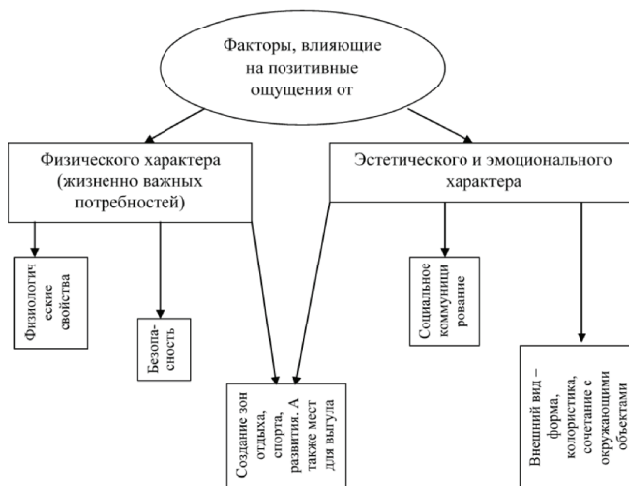 Факторы, влияющие
на позитивные
ощущения от
Физического характера
(жизненно важных
потребностей)
Эстетического и эмоционального
характера
Физиологич
еские
свойства
Безопа-
сность
Создание зон
отдыха,
спорта,
развития. А
также мест
для выгула
Социальное
коммуници
рование
Внешний вид –
форма,
колористика,
сочетание с
окружающими
объектами